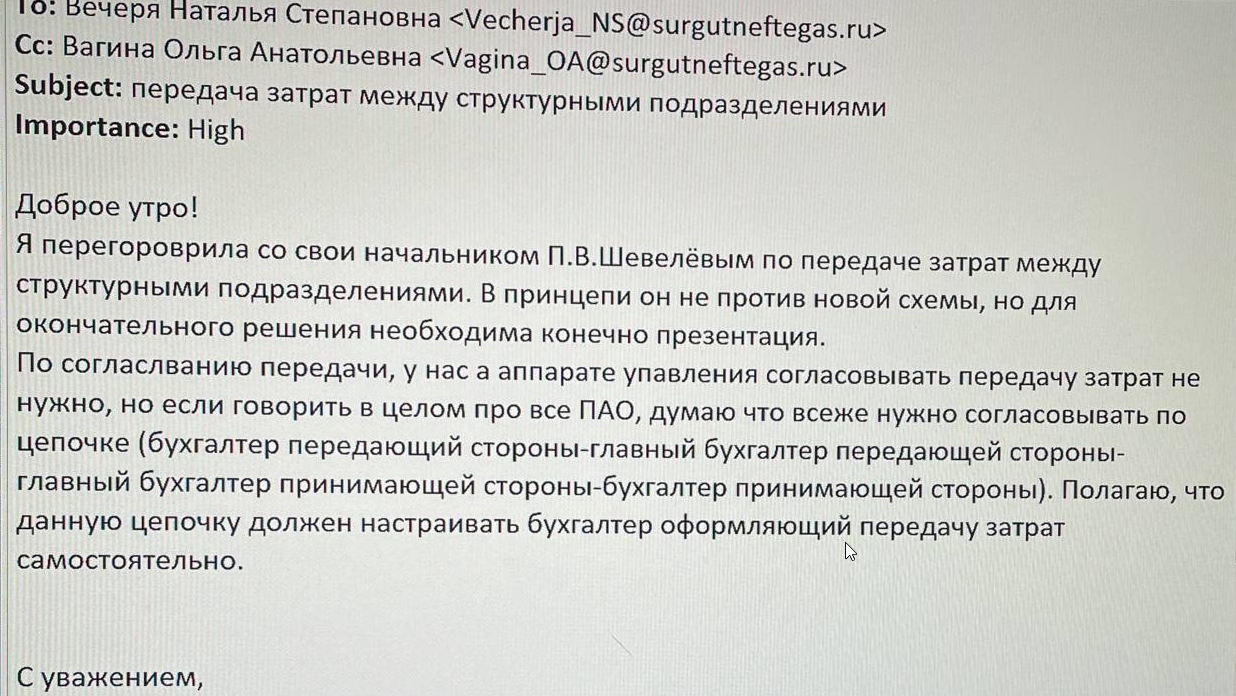 To: Вечеря Наталья Степановна <Vecherja_NS@surgutneftegas.ru>
Cc: Вагина Ольга Анатольевна <Vagina_OA@surgutneftegas.ru>
Subject: передача затрат между структурными подразделениями
Importance: High
Доброе утро!
Я перегороврила со свои начальником П.В.Шевелёвым по передаче затрат между
структурными подразделениями. В принцепи он не против новой схемы, но для
окончательного решения необходима конечно презентация.
По согласлванию передачи, у нас а аппарате упавления согласовывать передачу затрат не
нужно, но если говорить в целом про все ПАО, думаю что всеже нужно согласовывать по
цепочке (бухгалтер передающий стороны-главный бухгалтер передающей стороны-
главный бухгалтер принимающей стороны-бухгалтер принимающей стороны). Полагаю, что
данную цепочку должен настраивать бухгалтер оформляющий передачу затрат
самостоятельно.
С уважением,